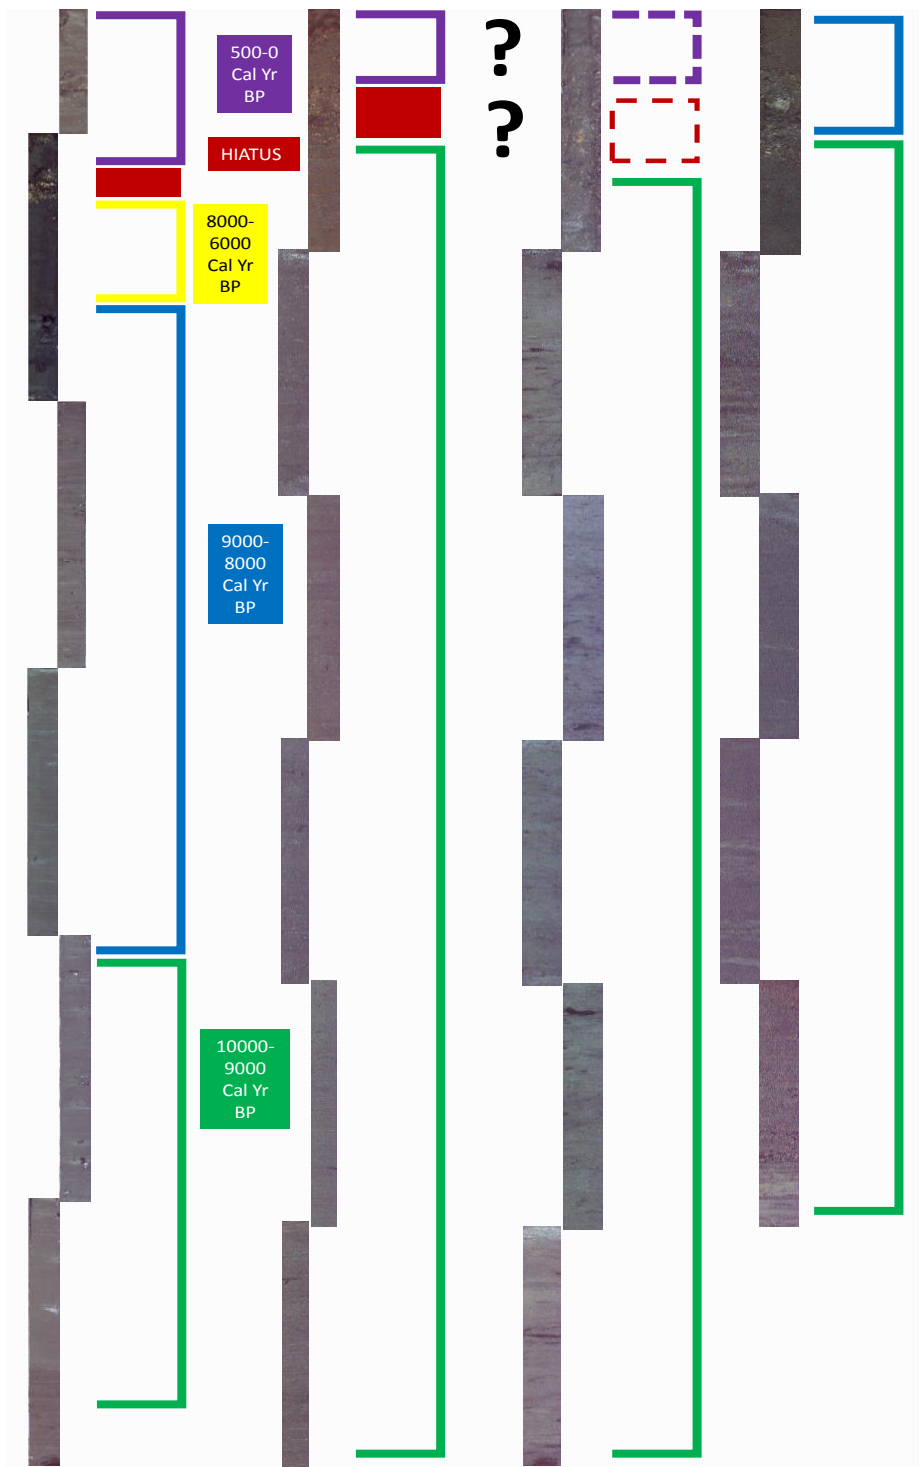 500-0
Cal Yr
BP
?
?
HIATUS
8000-
6000
Cal Yr
BP
9000-
8000
Cal Yr
BP
10000-
9000
Cal Yr
BP